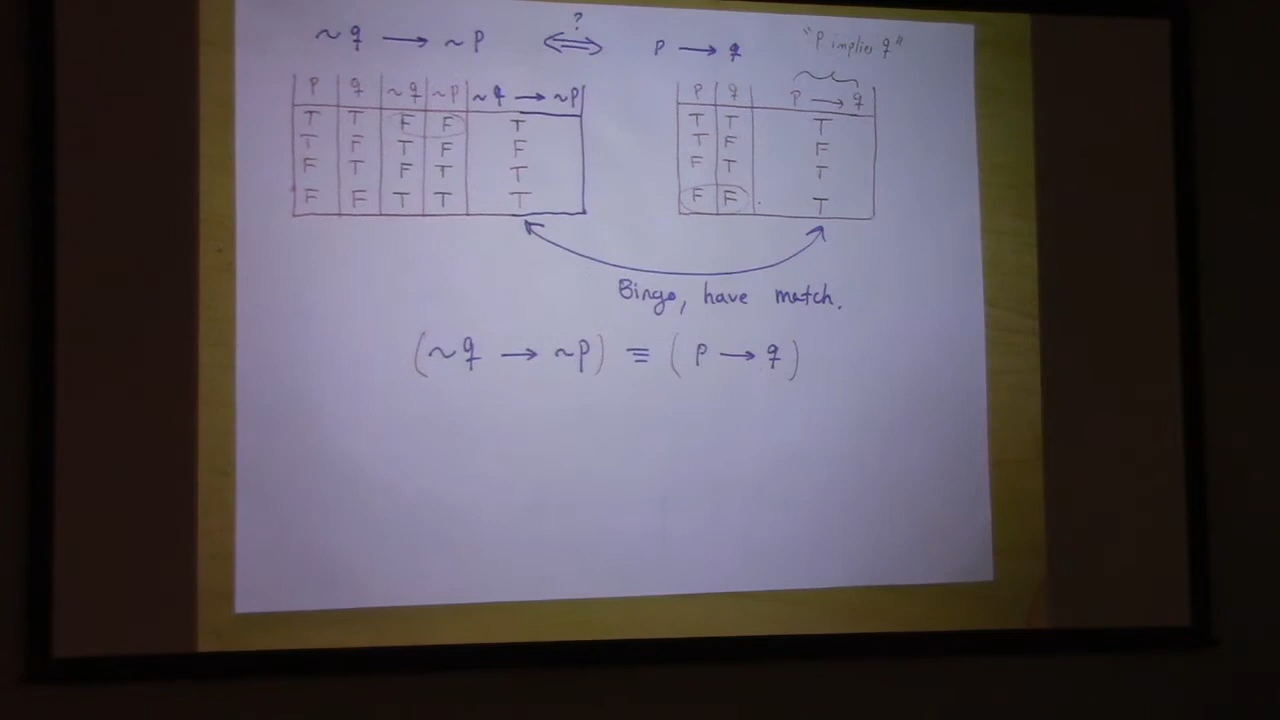 ?
~q → ~p ⟺ p → q "p implies q"
p q ~q ~p ~q → ~p p q p → q
T T F F T T T T
T F T F F T F F
F T F T T F T T
F F T T T F F T
Bingo, have match.
(~q → ~p) ≡ (p → q)